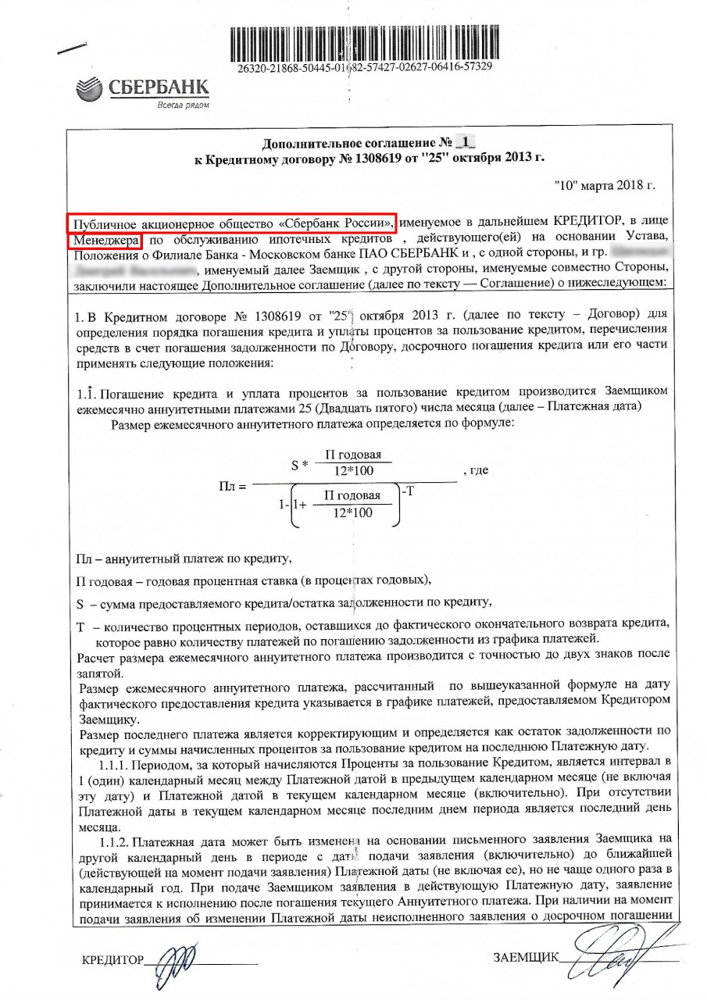 26320-21868-50445-01682-57427-02627-06416-57329
СБЕРБАНК
Всегда рядом
Дополнительное соглашение № _1_
к Кредитному договору № 1308619 от "25" октября 2013 г.
"10" марта 2018 г.
Публичное акционерное общество «Сбербанк России», именуемое в дальнейшем КРЕДИТОР, в лице
Менеджера по обслуживанию ипотечных кредитов , действующего(ей) на основании Устава,
Положения о Филиале Банка - Московском банке ПАО СБЕРБАНК и , с одной стороны, и гр.
, именуемый далее Заемщик , с другой стороны, именуемые совместно Стороны,
заключили настоящее Дополнительное соглашение (далее по тексту — Соглашение) о нижеследующем:
1. В Кредитном договоре № 1308619 от "25" октября 2013 г. (далее по тексту – Договор) для
определения порядка погашения кредита и уплаты процентов за пользование кредитом, перечисления
средств в счет погашения задолженности по Договору, досрочного погашения кредита или его части
применять следующие положения:
1.1. Погашение кредита и уплата процентов за пользование кредитом производится Заемщиком
ежемесячно аннуитетными платежами 25 (Двадцать пятого) числа месяца (далее – Платежная дата)
Размер ежемесячного аннуитетного платежа определяется по формуле:
П годовая
S * 
12*100
, где
Пл =
П годовая
1-(1+ 
12*100
)-T
Пл – аннуитетный платеж по кредиту,
П годовая – годовая процентная ставка (в процентах годовых),
S – сумма предоставляемого кредита/остатка задолженности по кредиту,
T – количество процентных периодов, оставшихся до фактического окончательного возврата кредита,
которое равно количеству платежей по погашению задолженности из графика платежей.
Расчет размера ежемесячного аннуитетного платежа производится с точностью до двух знаков после
запятой.
Размер ежемесячного аннуитетного платежа, рассчитанный по вышеуказанной формуле на дату
фактического предоставления кредита указывается в графике платежей, предоставляемом Кредитором
Заемщику.
Размер последнего платежа является корректирующим и определяется как остаток задолженности по
кредиту и суммы начисленных процентов за пользование кредитом на последнюю Платежную дату.
1.1.1. Периодом, за который начисляются Проценты за пользование Кредитом, является интервал в
1 (один) календарный месяц между Платежной датой в предыдущем календарном месяце (не включая
эту дату) и Платежной датой в текущем календарном месяце (включительно). При отсутствии
Платежной даты в текущем календарном месяце последним днем периода является последний день
месяца.
1.1.2. Платежная дата может быть изменена на основании письменного заявления Заемщика на
другой календарный день в периоде с даты подачи заявления (включительно) до ближайшей
(действующей на момент подачи заявления) Платежной даты (не включая ее), но не чаще одного раза в
календарный год. При подаче Заемщиком заявления в действующую Платежную дату, заявление
принимается к исполнению после погашения текущего Аннуитетного платежа. При наличии на момент
подачи заявления об изменении Платежной даты неисполненного заявления о досрочном погашении
КРЕДИТОР
ЗАЕМЩИК